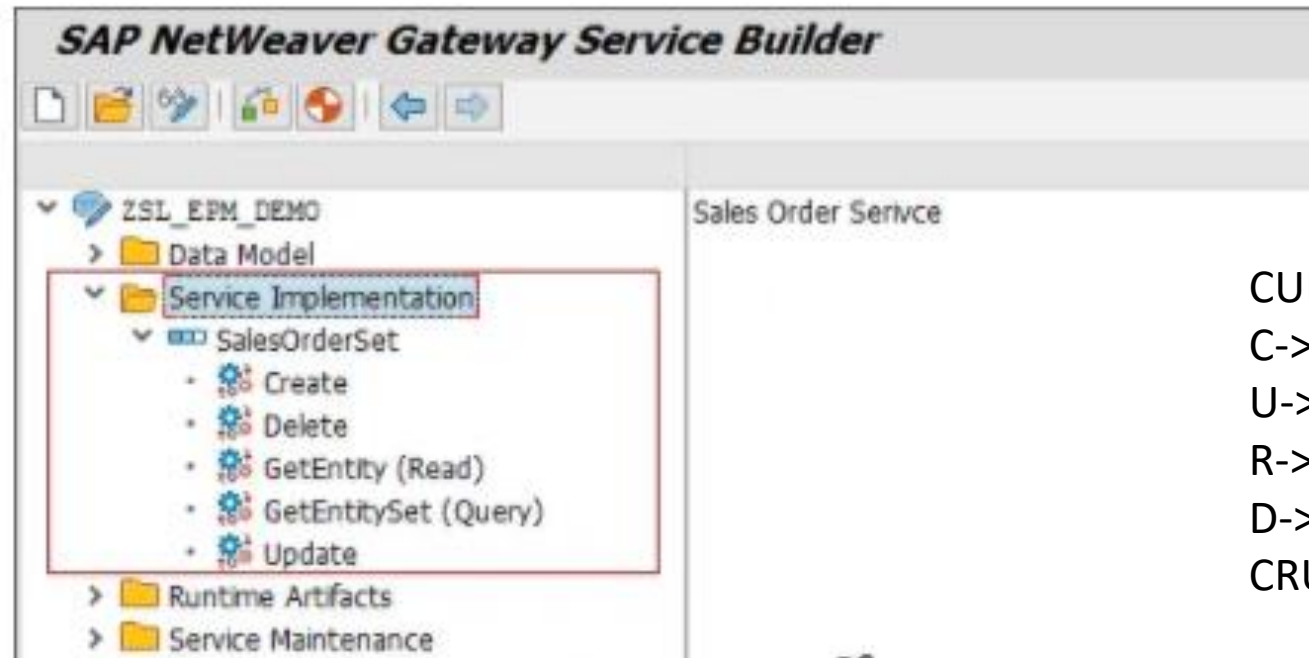 SAP NetWeaver Gateway Service Builder
ZSL_EPM_DEMO
Sales Order Serivce
Data Model
Service Implementation
SalesOrderSet
Create
Delete
GetEntity (Read)
GetEntitySet (Query)
Update
Runtime Artifacts
Service Maintenance
CU
C->
U->
R->
D->